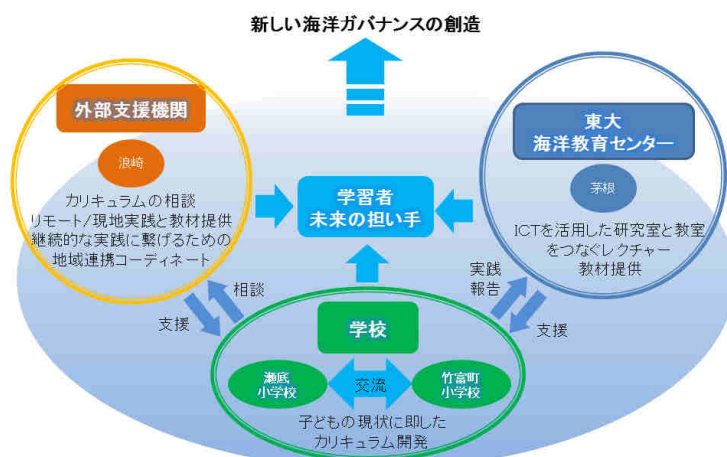 新しい海洋ガバナンスの創造
外部支援機関
浪崎
カリキュラムの相談
リモート/現地実践と教材提供
継続的な実践に繋げるための
地域連携コーディネート
東大
海洋教育センター
茅根
ICTを活用した研究室と教室
をつなぐレクチャー
教材提供
学習者
未来の担い手
相談
支援
実践
報告
支援
学校
瀬底
小学校
交流
竹富町
小学校
子どもの現状に即した
カリキュラム開発